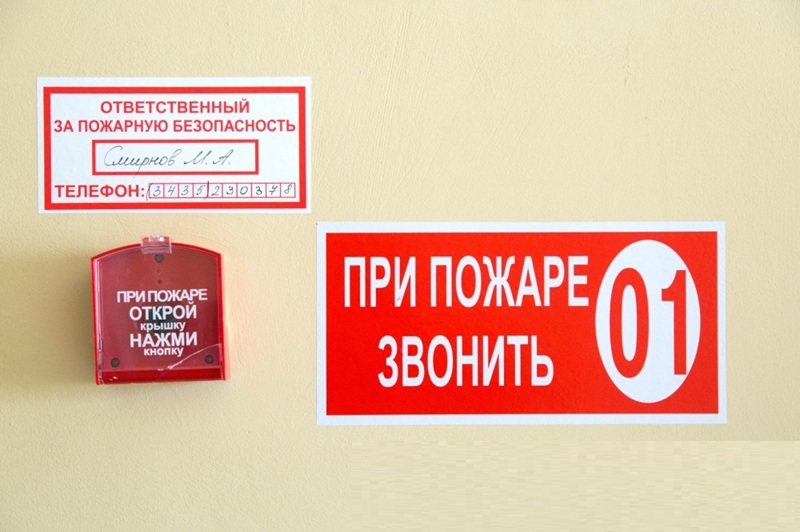 ОТВЕТСТВЕННЫЙ
ЗА ПОЖАРНУЮ БЕЗОПАСНОСТЬ
Смирнов М.А.
ТЕЛЕФОН: 3435230378
ПРИ ПОЖАРЕ
ОТКРОЙ
крышку
НАЖМИ
кнопку
ПРИ ПОЖАРЕ
ЗВОНИТЬ
01